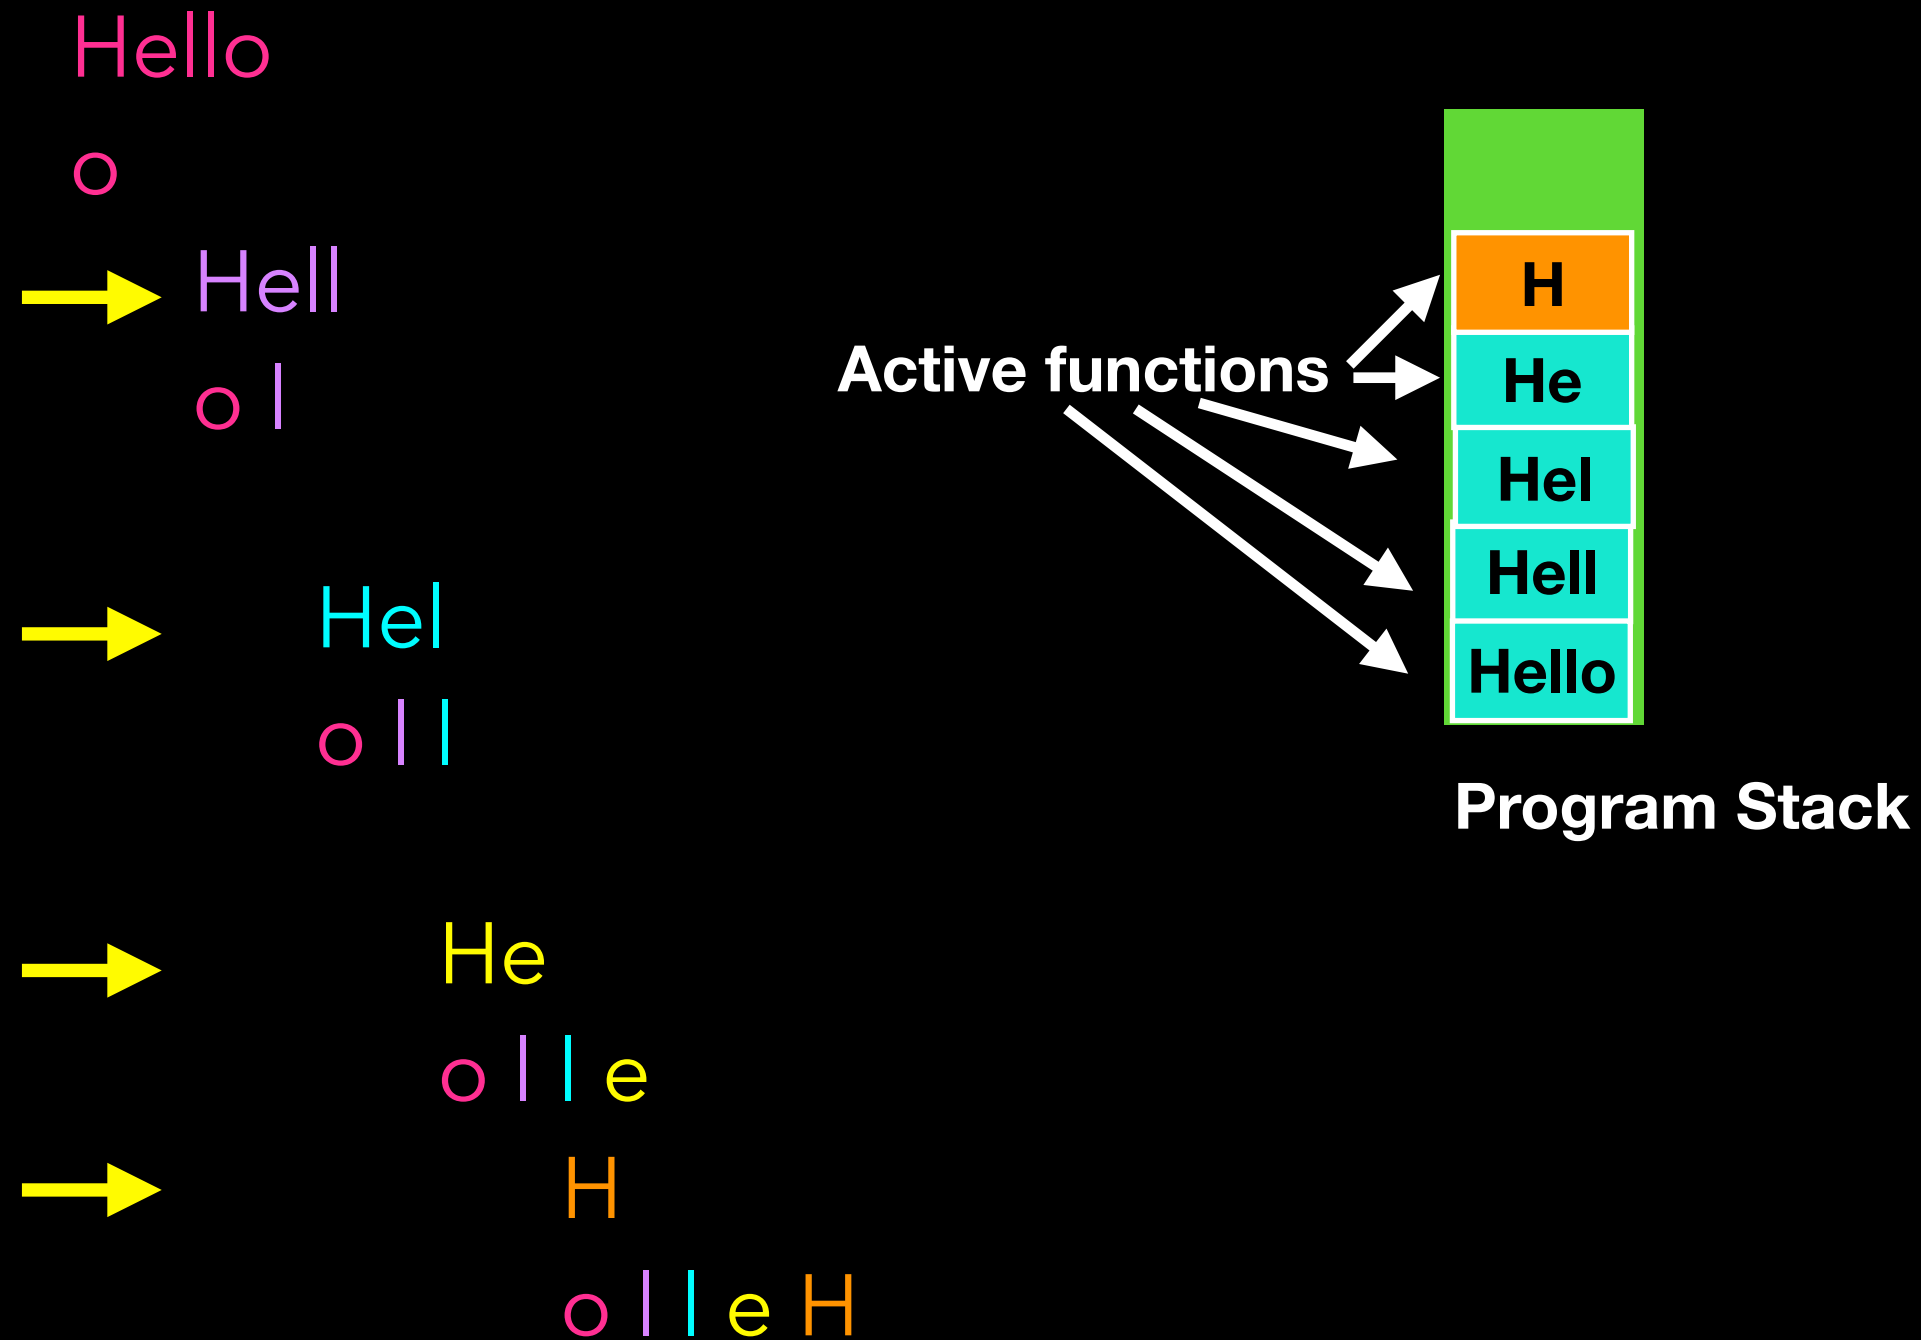 Hello
o
Hell
o l
Hel
o l l
He
o l l e
H
o l l e H
Active functions
H
He
Hel
Hell
Hello
Program Stack